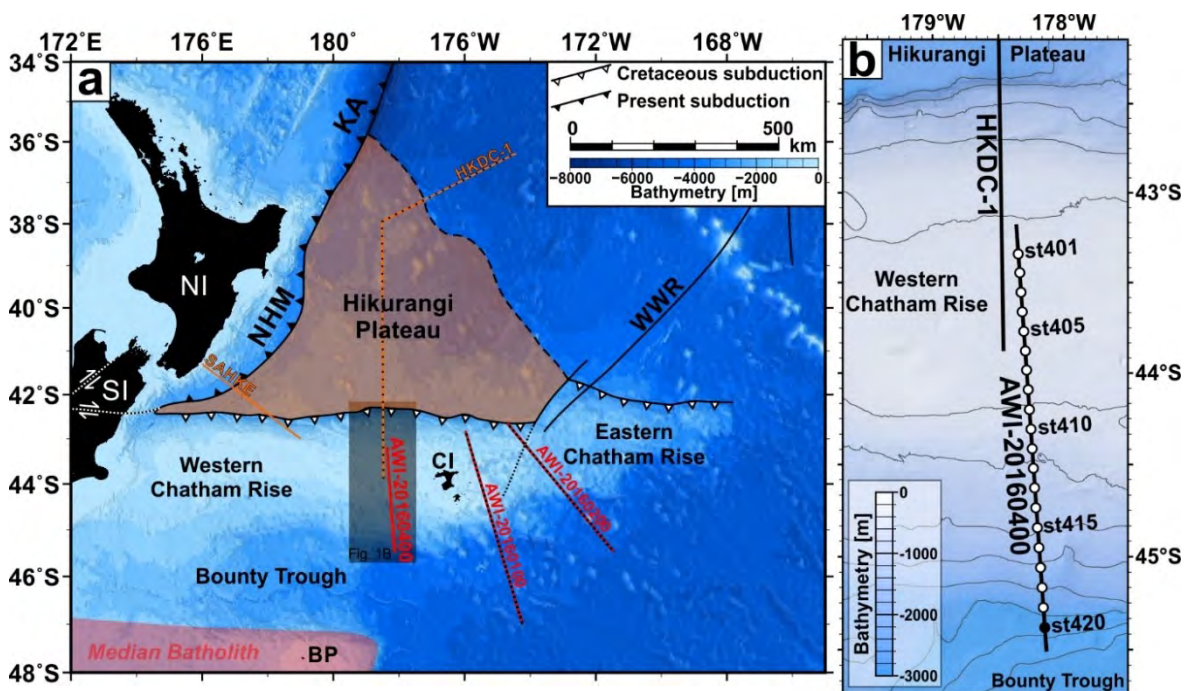 172°E
176°E
180°
176°W
172°W
168°W
34°S
36°S
38°S
40°S
42°S
44°S
46°S
48°S
a
Cretaceous subduction
Present subduction
0
500
km
−8000
−6000
−4000
−2000
0
Bathymetry [m]
KA
HKDC-1
NI
NHM
Hikurangi
Plateau
WWR
SAHKE
SI
Western
Chatham Rise
CI
Eastern
Chatham Rise
AWI-20160400
AWI-20160100
AWI-20160200
Fig. 1B
Bounty Trough
Median Batholith
BP
179°W
178°W
b
Hikurangi
Plateau
HKDC-1
43°S
st401
Western
Chatham Rise
st405
44°S
AWI-20160400
st410
st415
45°S
0
-1000
-2000
-3000
Bathymetry [m]
st420
Bounty Trough